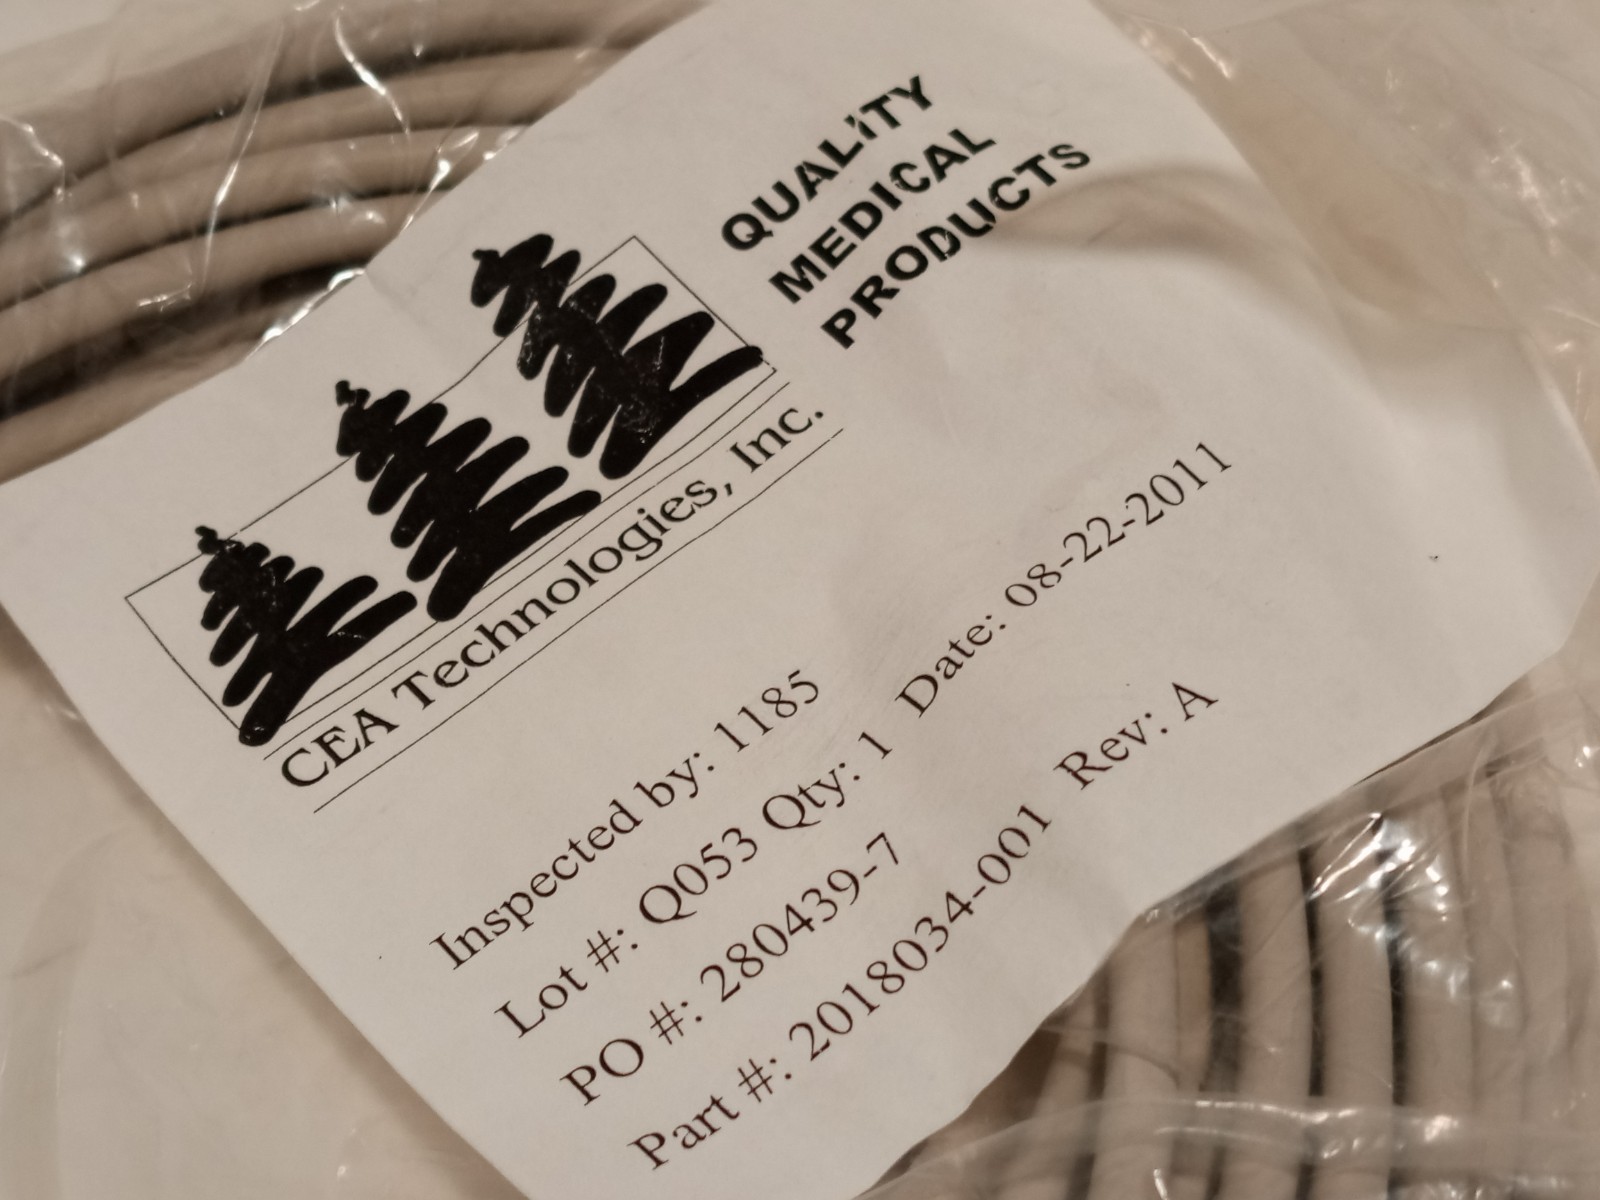 QUALITY
MEDICAL
PRODUCTS
CEA Technologies, Inc.
Inspected by: 1185
Lot #: Q053 Qty: 1 Date: 08-22-2011
PO #: 280439-7
Part #: 2018034-001 Rev: A